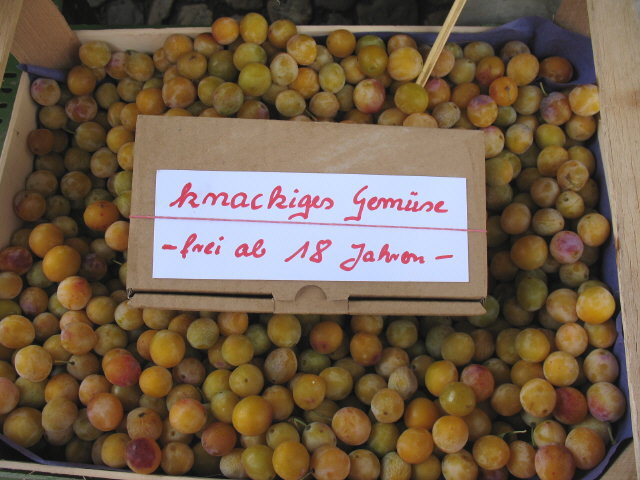 knackiges Gemüse
- frei ab 18 Jahren -